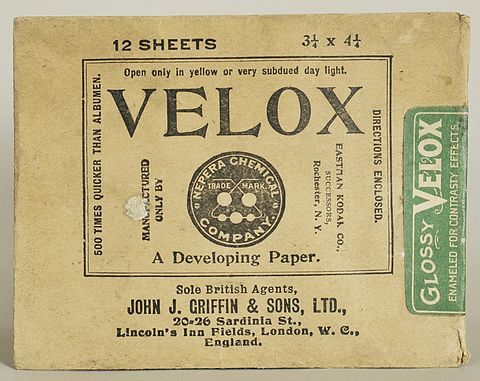 12 SHEETS 3¼ x 4¼
Open only in yellow or very subdued day light.
VELOX
500 TIMES QUICKER THAN ALBUMEN.
MANUFACTURED
ONLY BY
NEPERA CHEMICAL
TRADE MARK
COMPANY.
EASTMAN KODAK CO.,
SUCCESSORS,
Rochester, N. Y.
DIRECTIONS ENCLOSED.
A Developing Paper.
Sole British Agents,
JOHN J. GRIFFIN & SONS, LTD.,
20-26 Sardinia St.,
Lincoln's Inn Fields, London, W. C.,
England.
GLOSSY VELOX
ENAMELED FOR CONTRASTY EFFECTS.